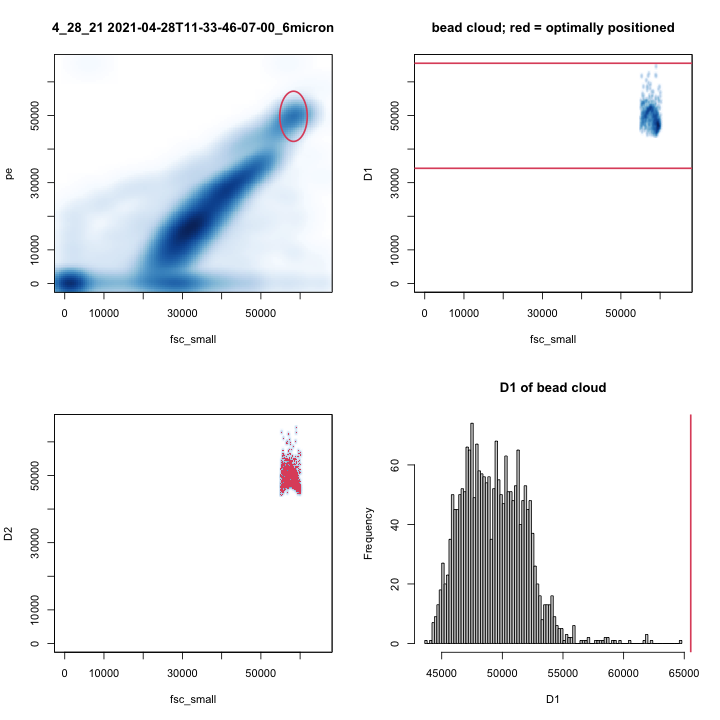 4_28_21 2021-04-28T11-33-46-07-00_6micron
pe
0 10000 30000 50000
0 10000 30000 50000
fsc_small
bead cloud; red = optimally positioned
D1
0 10000 30000 50000
0 10000 30000 50000
fsc_small
D2
0 10000 30000 50000
0 10000 30000 50000
fsc_small
D1 of bead cloud
Frequency
0 20 40 60
45000 50000 55000 60000 65000
D1